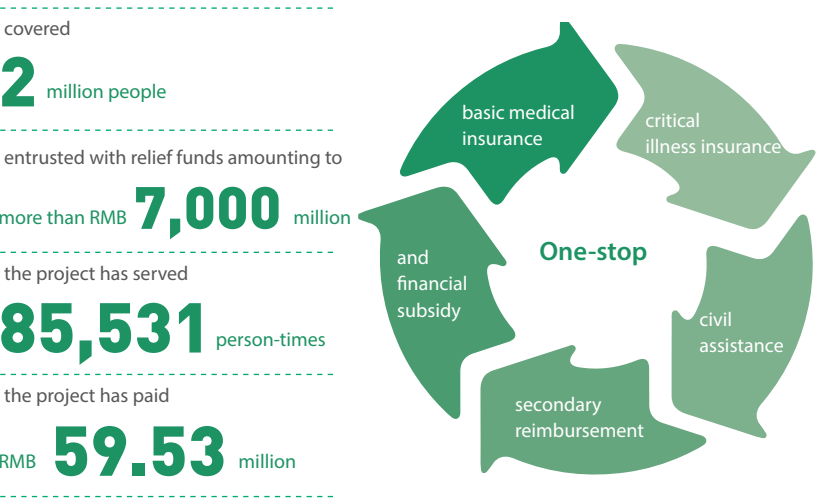 covered
2 million people
entrusted with relief funds amounting to
more than RMB 7,000 million
the project has served
85,531 person-times
the project has paid
RMB 59.53 million
basic medical
insurance
critical
illness insurance
civil
assistance
secondary
reimbursement
and
financial
subsidy
One-stop